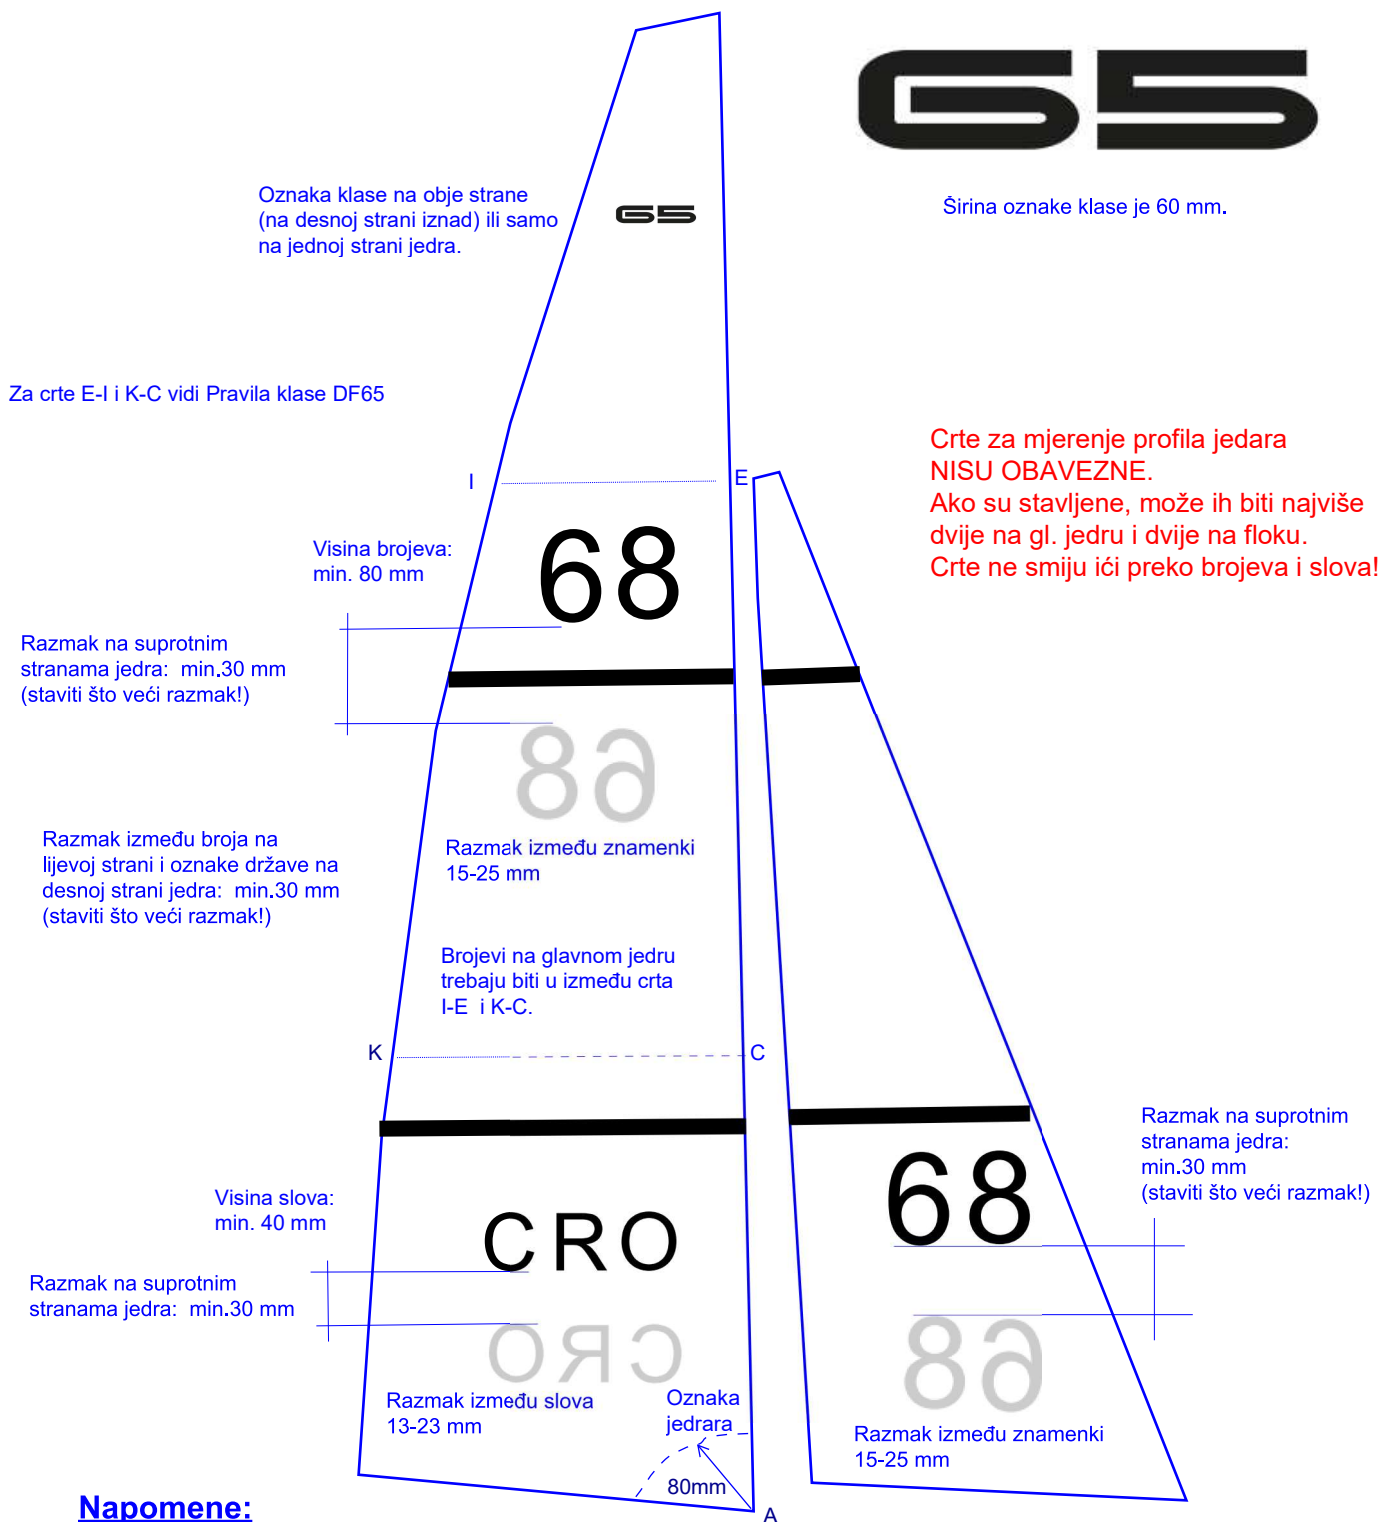 65
Širina oznake klase je 60 mm.
Oznaka klase na obje strane
(na desnoj strani iznad) ili samo
na jednoj strani jedra.
65
Za crte E-I i K-C vidi Pravila klase DF65
Crte za mjerenje profila jedara
NISU OBAVEZNE.
Ako su stavljene, može ih biti najviše
dvije na gl. jedru i dvije na floku.
Crte ne smiju ići preko brojeva i slova!
I
E
Visina brojeva:
min. 80 mm
68
Razmak na suprotnim
stranama jedra: min.30 mm
(staviti što veći razmak!)
68
Razmak između znamenki
15-25 mm
Razmak između broja na
lijevoj strani i oznake države na
desnoj strani jedra: min.30 mm
(staviti što veći razmak!)
Brojevi na glavnom jedru
trebaju biti u između crta
I-E i K-C.
K
C
Razmak na suprotnim
stranama jedra:
min.30 mm
(staviti što veći razmak!)
68
Visina slova:
min. 40 mm
CRO
Razmak na suprotnim
stranama jedra: min.30 mm
CRO
68
Razmak između slova
13-23 mm
Oznaka
jedrara
80mm
A
Razmak između znamenki
15-25 mm
Napomene: